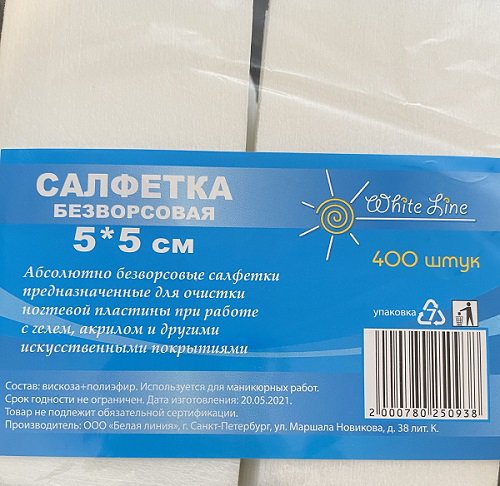 САЛФЕТКА
БЕЗВОРСОВАЯ
5*5 см
White Line
400 штук
Абсолютно безворсовые салфетки
предназначенные для очистки
ногтевой пластины при работе
с гелем, акрилом и другими
искусственными покрытиями
упаковка 7
Состав: вискоза+полиэфир. Используется для маникюрных работ.
Срок годности не ограничен. Дата изготовления: 20.05.2021.
Товар не подлежит обязательной сертификации.
Производитель: ООО «Белая линия», г. Санкт-Петербург, ул. Маршала Новикова, д. 38 лит. К.
2 000780 250938